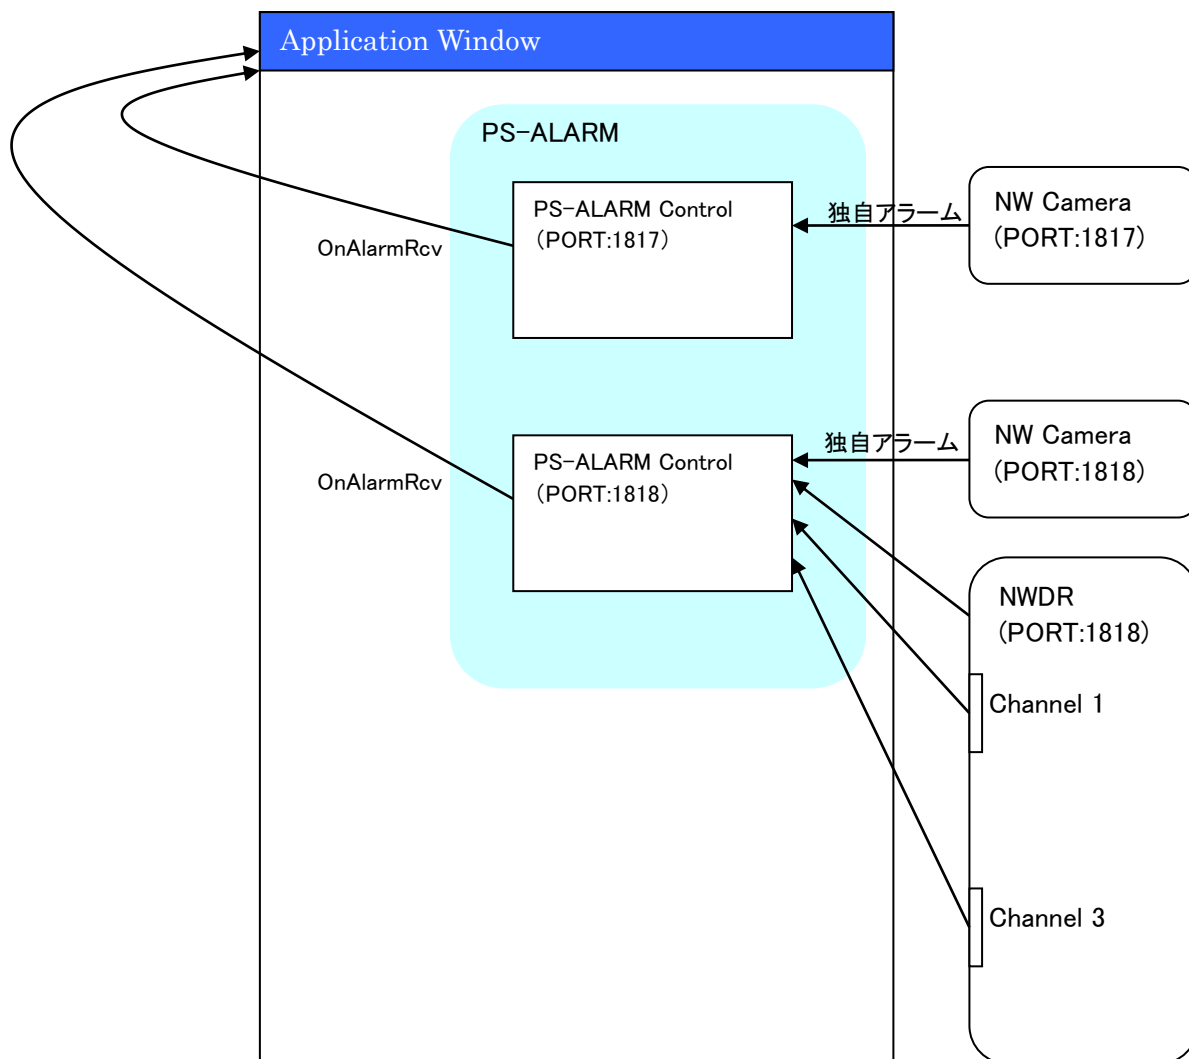 Application Window
PS-ALARM
PS-ALARM Control
(PORT:1817)
OnAlarmRcv
独自アラーム
NW Camera
(PORT:1817)
PS-ALARM Control
(PORT:1818)
OnAlarmRcv
独自アラーム
NW Camera
(PORT:1818)
NWDR
(PORT:1818)
Channel 1
Channel 3